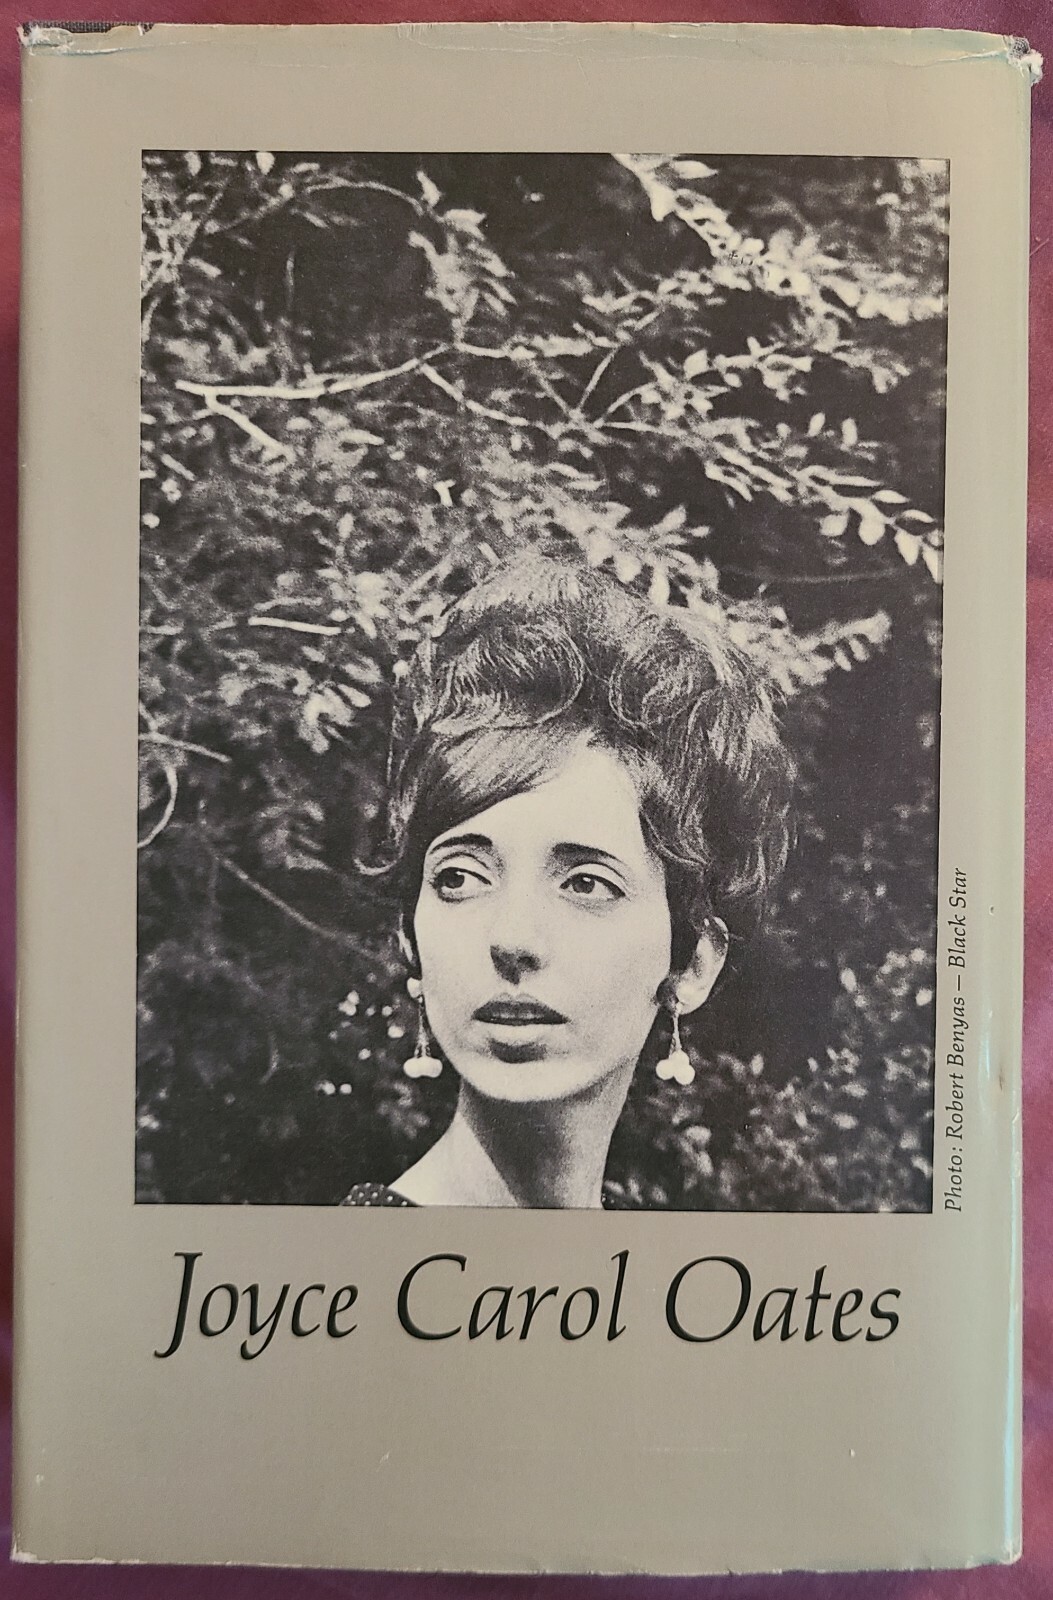 Photo: Robert Benyas — Black Star
Joyce Carol Oates